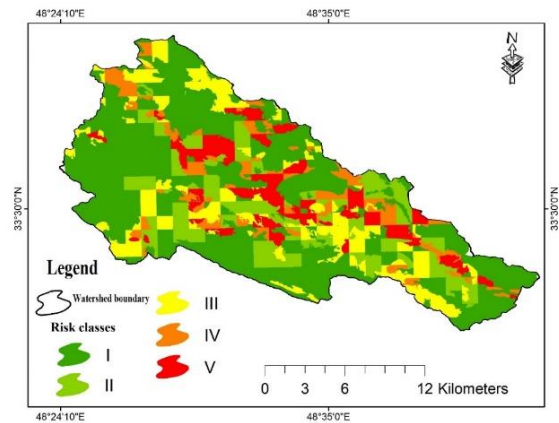 48°24'10"E 48°35'0"E
N
33°30'0"N 33°30'0"N
Legend
Watershed boundary
Risk classes
I
II
III
IV
V
0 3 6 12 Kilometers
48°24'10"E 48°35'0"E